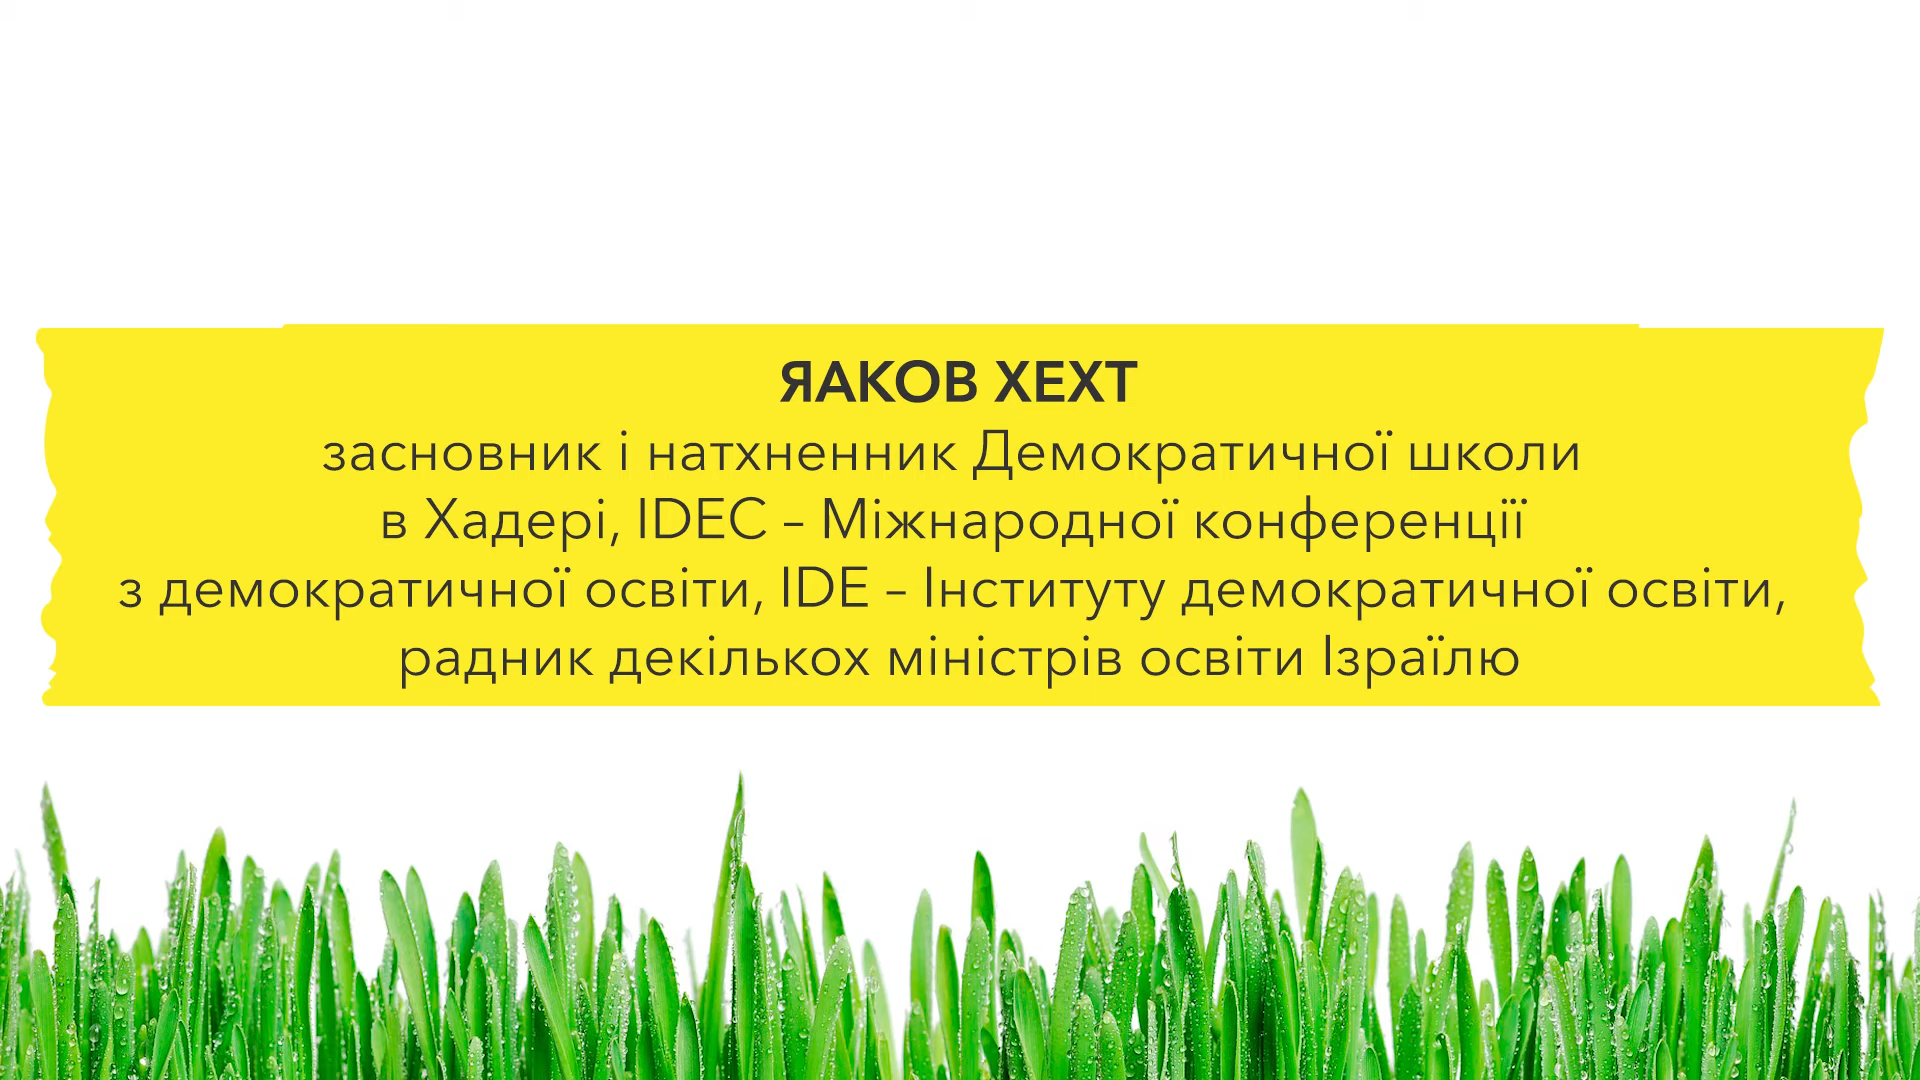 ЯАКОВ ХЕХТ
засновник і натхненник Демократичної школи
в Хадері, IDEC – Міжнародної конференції
з демократичної освіти, IDE – Інституту демократичної освіти,
радник декількох міністрів освіти Ізраїлю